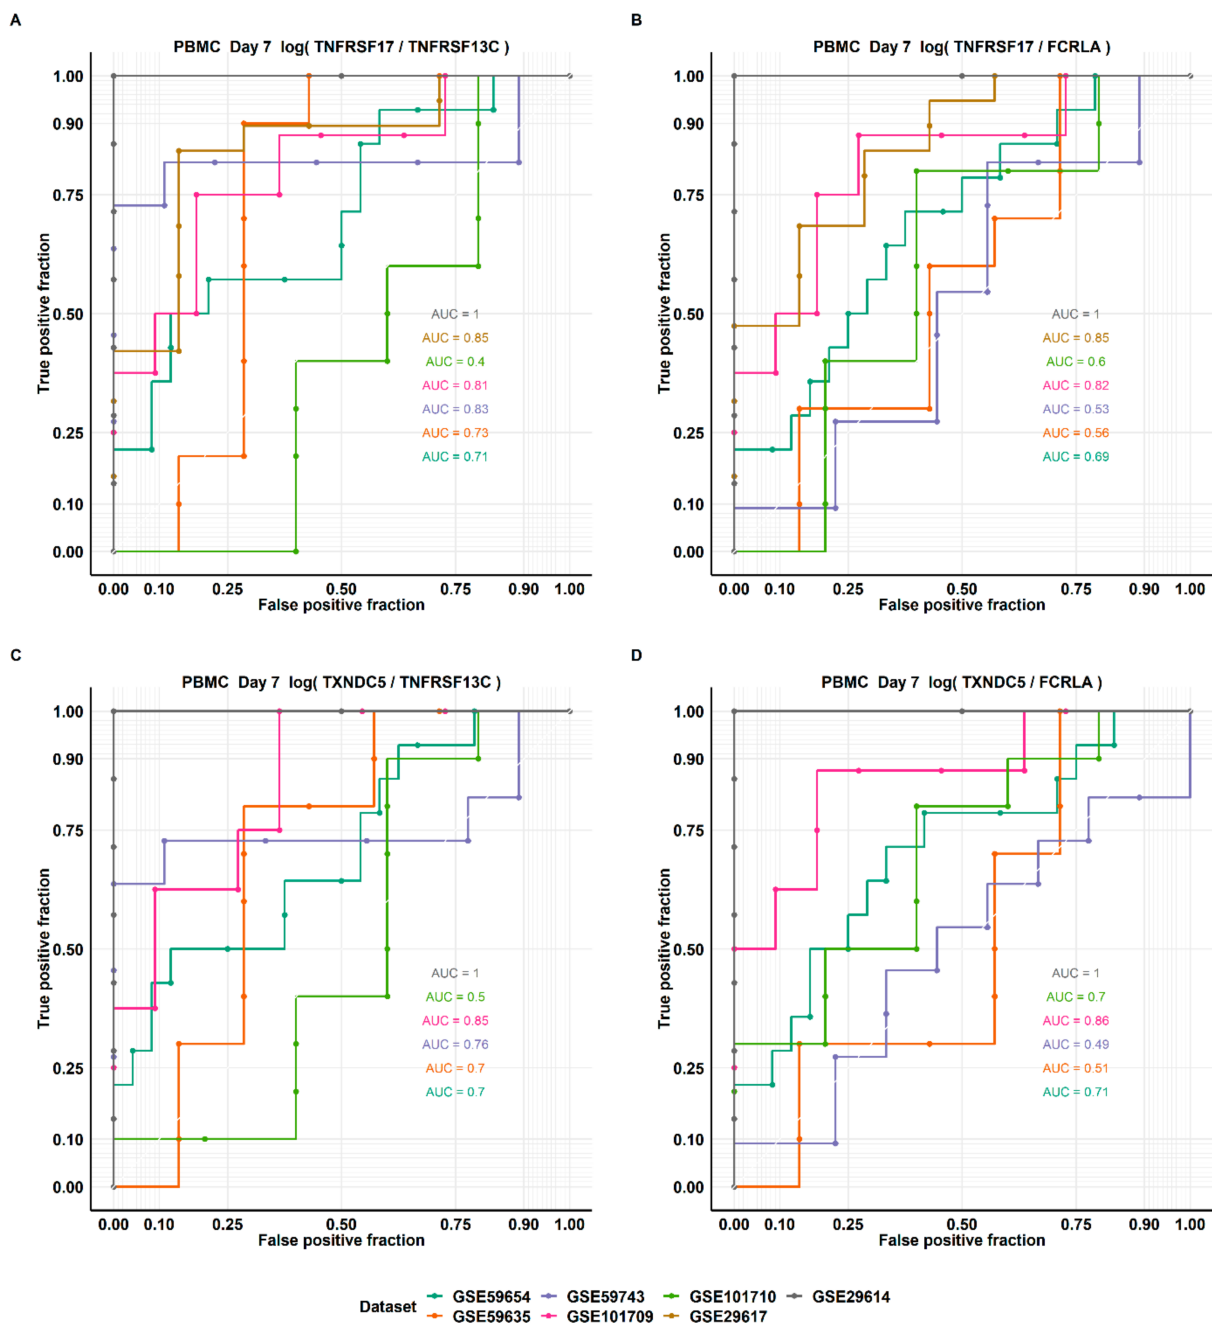 A
PBMC Day 7 log( TNFRSF17 / TNFRSF13C )
True positive fraction
1.00
0.90
0.75
0.50
0.25
0.10
0.00
AUC = 1
AUC = 0.85
AUC = 0.4
AUC = 0.81
AUC = 0.83
AUC = 0.73
AUC = 0.71
0.00 0.10 0.25 0.50 0.75 0.90 1.00
False positive fraction
B
PBMC Day 7 log( TNFRSF17 / FCRLA )
True positive fraction
1.00
0.90
0.75
0.50
0.25
0.10
0.00
AUC = 1
AUC = 0.85
AUC = 0.6
AUC = 0.82
AUC = 0.53
AUC = 0.56
AUC = 0.69
0.00 0.10 0.25 0.50 0.75 0.90 1.00
False positive fraction
C
PBMC Day 7 log( TXNDC5 / TNFRSF13C )
True positive fraction
1.00
0.90
0.75
0.50
0.25
0.10
0.00
AUC = 1
AUC = 0.5
AUC = 0.85
AUC = 0.76
AUC = 0.7
AUC = 0.7
0.00 0.10 0.25 0.50 0.75 0.90 1.00
False positive fraction
D
PBMC Day 7 log( TXNDC5 / FCRLA )
True positive fraction
1.00
0.90
0.75
0.50
0.25
0.10
0.00
AUC = 1
AUC = 0.7
AUC = 0.86
AUC = 0.49
AUC = 0.51
AUC = 0.71
0.00 0.10 0.25 0.50 0.75 0.90 1.00
False positive fraction
Dataset
GSE59654 GSE59743 GSE101710 GSE29614
GSE59635 GSE101709 GSE29617